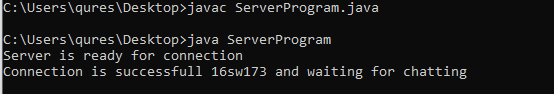 C:\Users\qures\Desktop>javac ServerProgram.java
C:\Users\qures\Desktop>java ServerProgram
Server is ready for connection
Connection is successfull 16sw173 and waiting for chatting